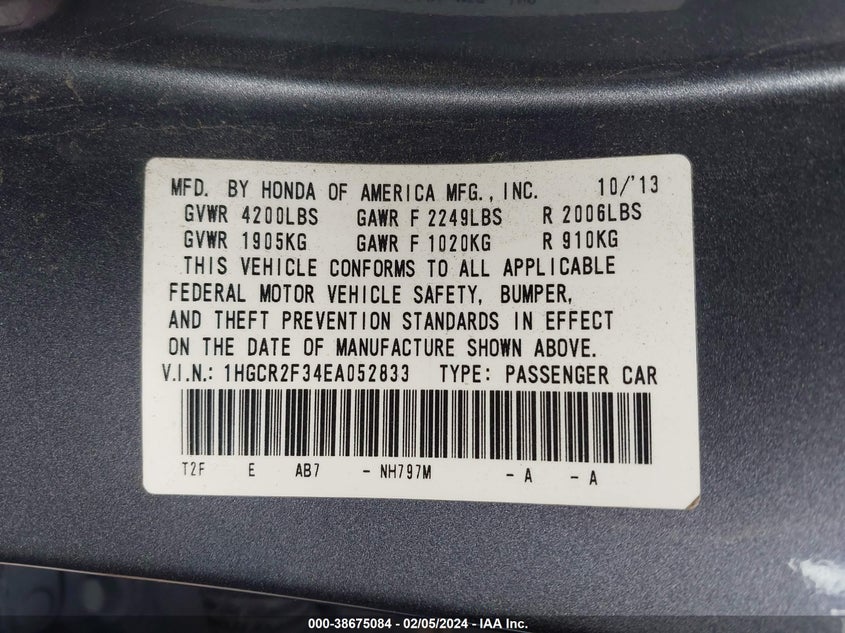 MFD. BY HONDA OF AMERICA MFG., INC. 10/'13
GVWR 4200LBS GAWR F 2249LBS R 2006LBS
GVWR 1905KG GAWR F 1020KG R 910KG
THIS VEHICLE CONFORMS TO ALL APPLICABLE
FEDERAL MOTOR VEHICLE SAFETY, BUMPER,
AND THEFT PREVENTION STANDARDS IN EFFECT
ON THE DATE OF MANUFACTURE SHOWN ABOVE.
V.I.N.: 1HGCR2F34EA052833 TYPE: PASSENGER CAR
T2F E AB7 - NH797M - A - A
000-38675084 - 02/05/2024 - IAA Inc.